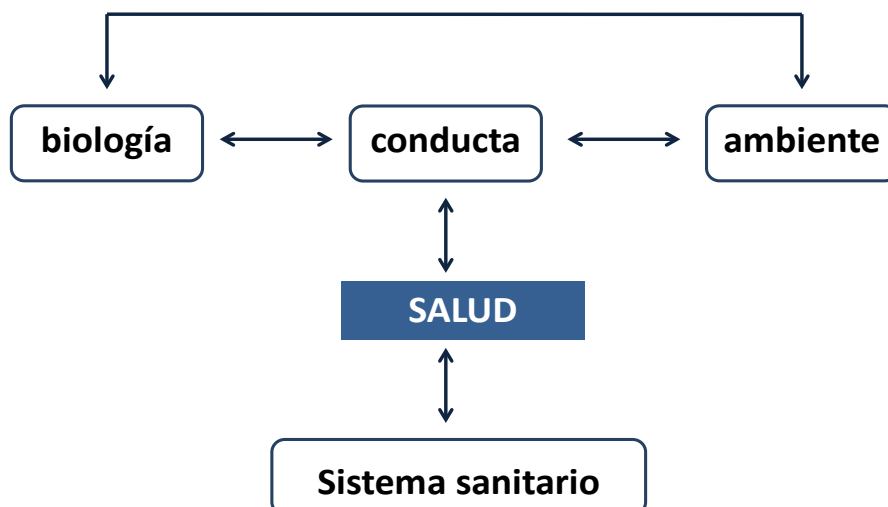 biología
conducta
ambiente
SALUD
Sistema sanitario